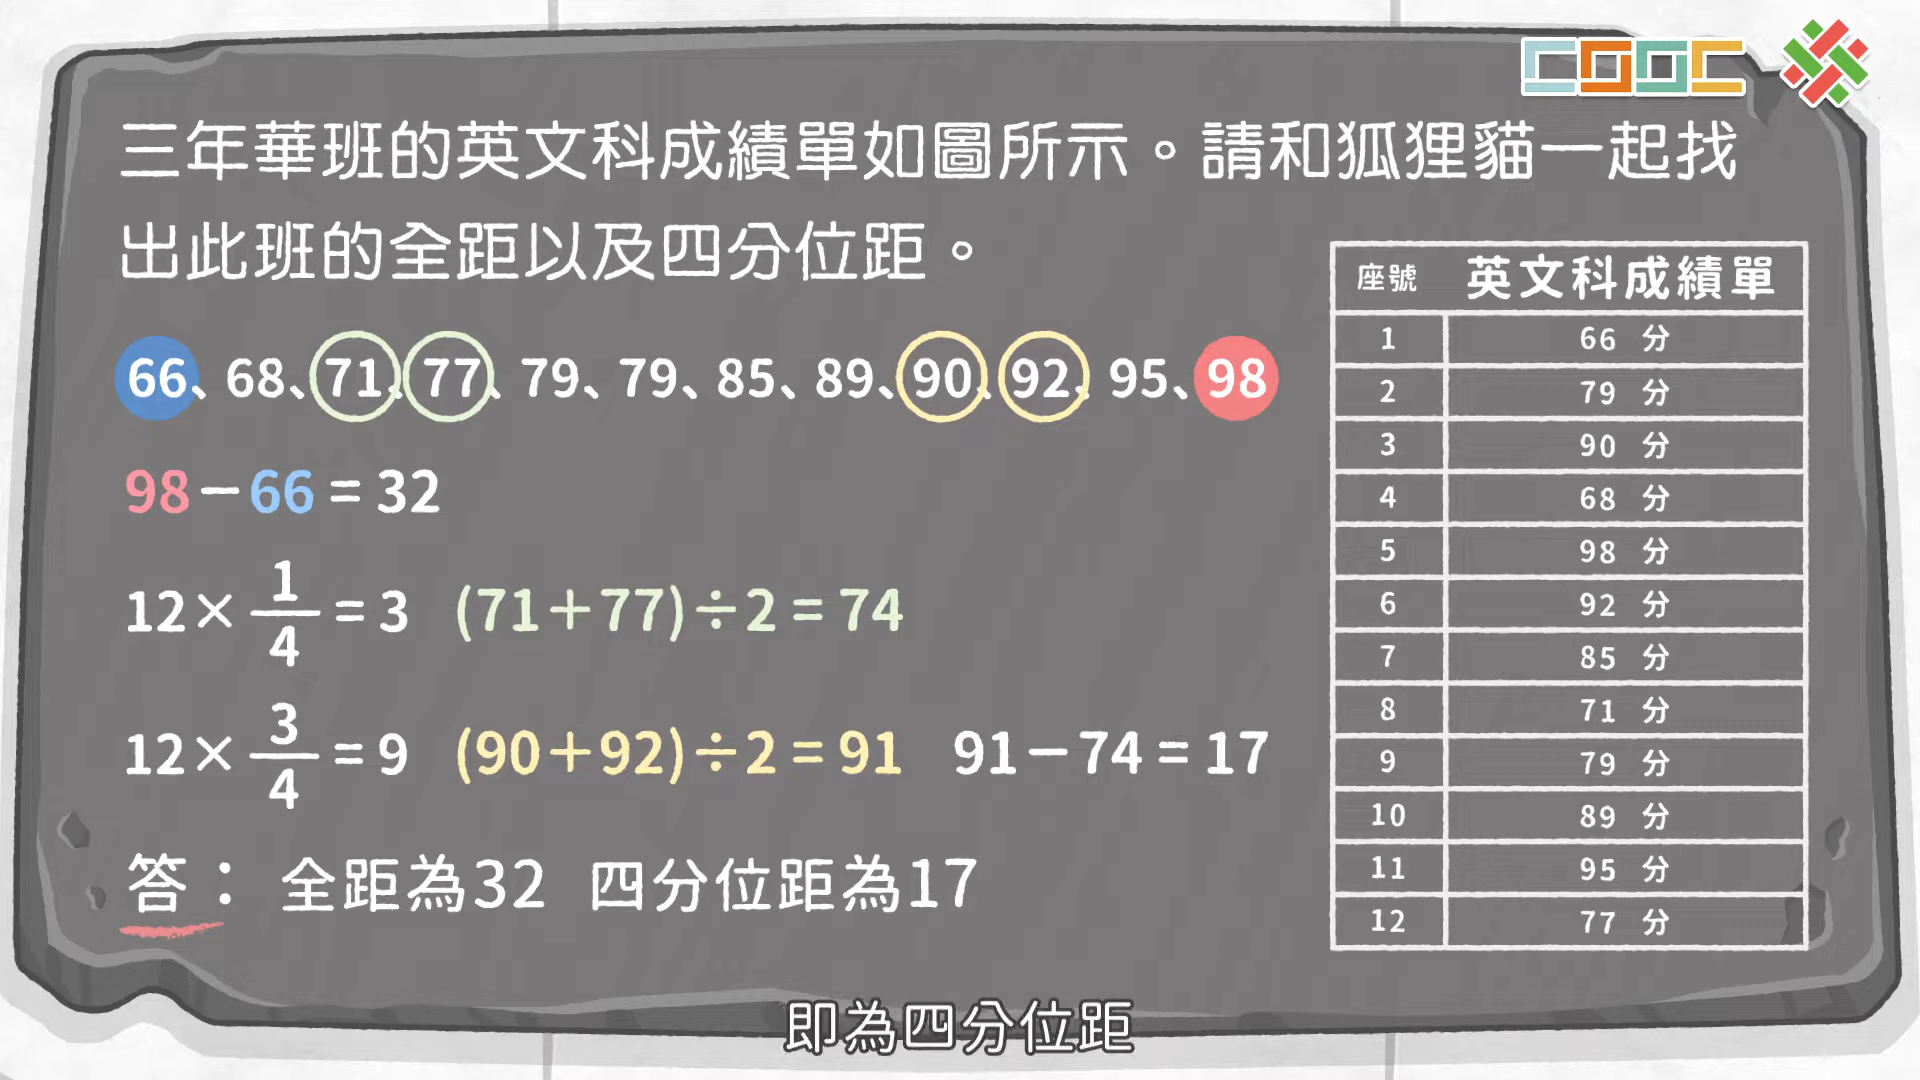 COOC
三年華班的英文科成績單如圖所示。請和狐狸貓一起找
出此班的全距以及四分位距。
66、68、71、77、79、79、85、89、90、92、95、98
98－66 = 32
12× 1/4 = 3 (71＋77)÷2 = 74
12× 3/4 = 9 (90＋92)÷2 = 91 91－74 = 17
答： 全距為32 四分位距為17
座號 英文科成績單
1 66 分
2 79 分
3 90 分
4 68 分
5 98 分
6 92 分
7 85 分
8 71 分
9 79 分
10 89 分
11 95 分
12 77 分
即為四分位距